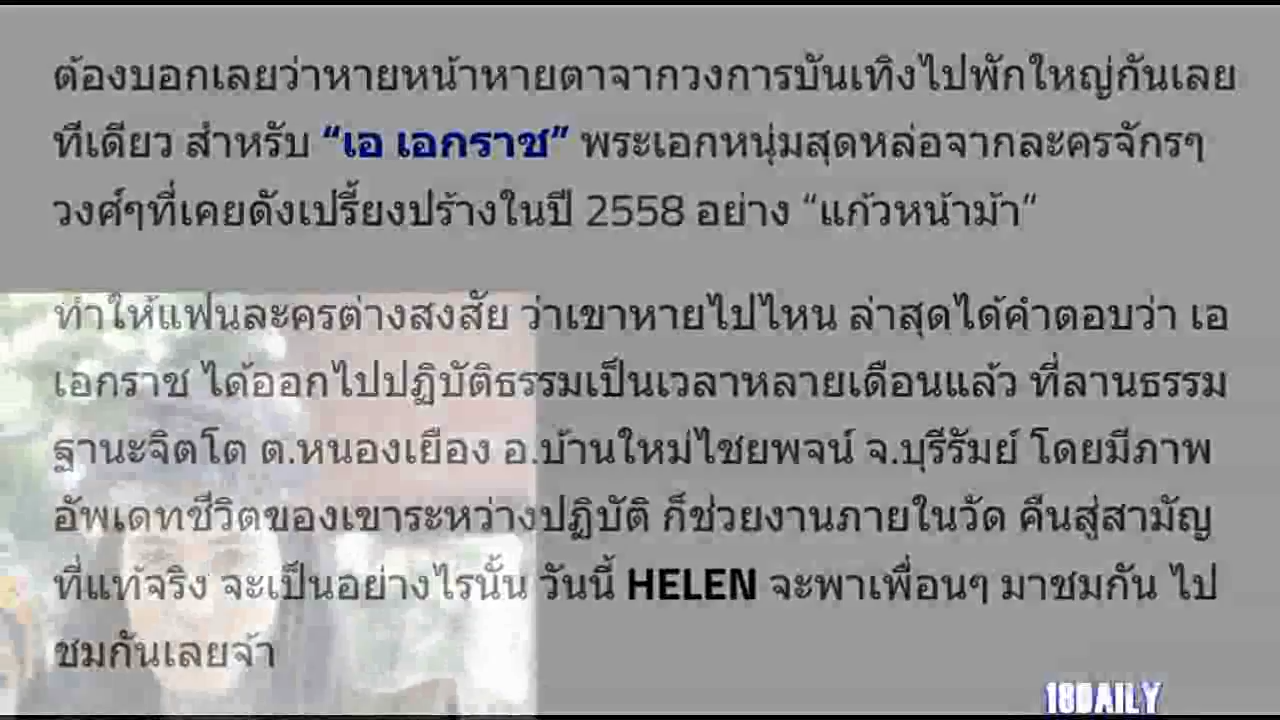 ต้องบอกเลยว่าหายหน้าหายตาจากวงการบันเทิงไปพักใหญ่กันเลย
ทีเดียว สำหรับ “เอ เอกราช” พระเอกหนุ่มสุดหล่อจากละครจักรๆ
วงศ์ๆที่เคยดังเปรี้ยงปร้างในปี 2558 อย่าง “แก้วหน้าม้า”
ทำให้แฟนละครต่างสงสัย ว่าเขาหายไปไหน ล่าสุดได้คำตอบว่า เอ
เอกราช ได้ออกไปปฏิบัติธรรมเป็นเวลาหลายเดือนแล้ว ที่ลานธรรม
ฐานะจิตโต ต.หนองเยือง อ.บ้านใหม่ไชยพจน์ จ.บุรีรัมย์ โดยมีภาพ
อัพเดทชีวิตของเขาระหว่างปฏิบัติ ก็ช่วยงานภายในวัด คืนสู่สามัญ
ที่แท้จริง จะเป็นอย่างไรนั้น วันนี้ HELEN จะพาเพื่อนๆ มาชมกัน ไป
ชมกันเลยจ้า
18DAILY